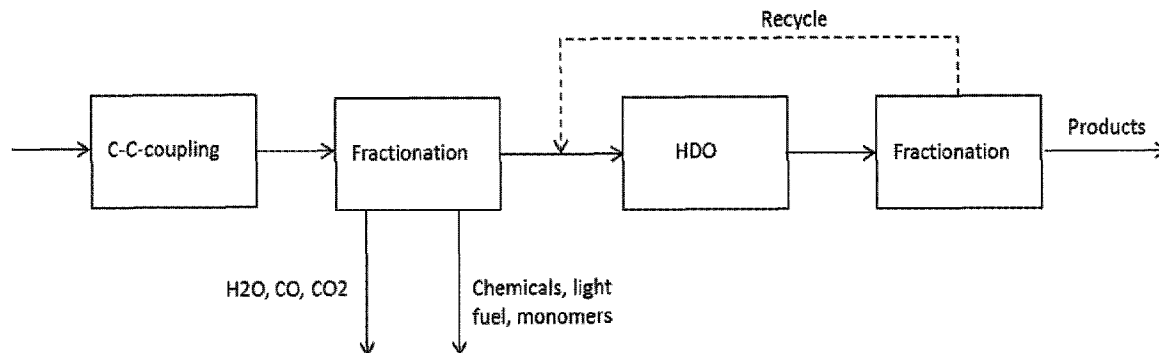 Recycle
C-C-coupling
Fractionation
HDO
Fractionation
Products
H2O, CO, CO2
Chemicals, light
fuel, monomers